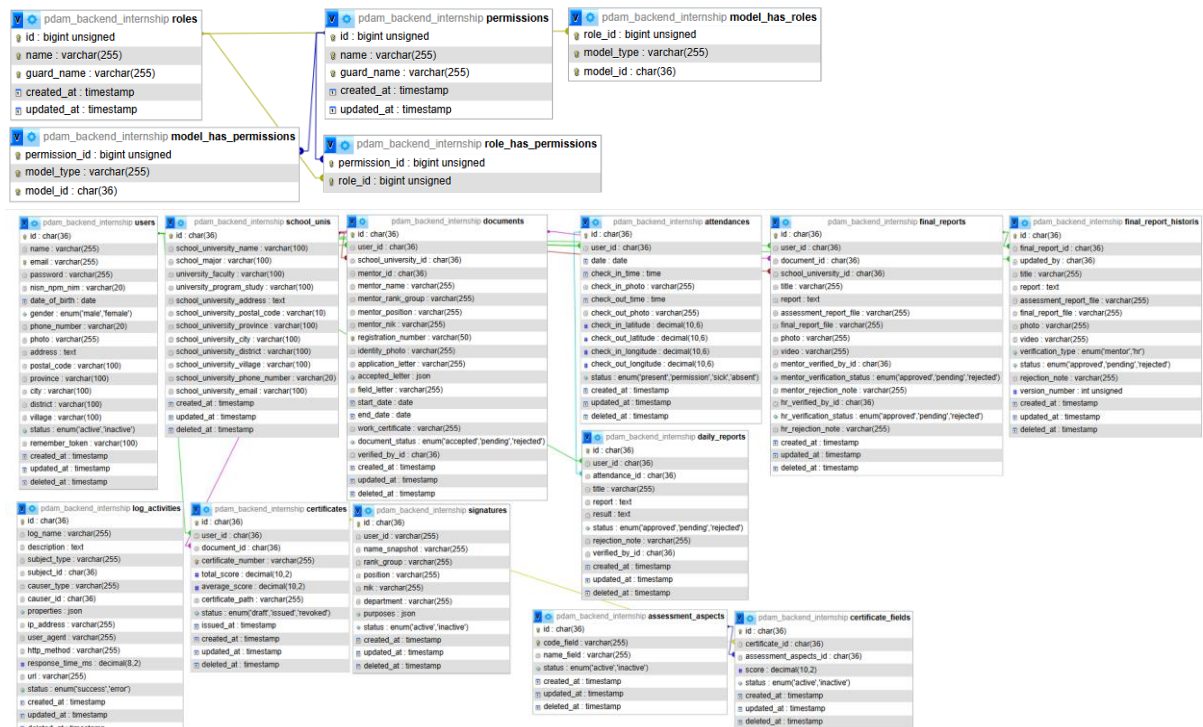 pdam_backend_internship roles
id : bigint unsigned
name : varchar(255)
guard_name : varchar(255)
created_at : timestamp
updated_at : timestamp
pdam_backend_internship permissions
id : bigint unsigned
name : varchar(255)
guard_name : varchar(255)
created_at : timestamp
updated_at : timestamp
pdam_backend_internship model_has_roles
role_id : bigint unsigned
model_type : varchar(255)
model_id : char(36)
pdam_backend_internship model_has_permissions
permission_id : bigint unsigned
model_type : varchar(255)
model_id : char(36)
pdam_backend_internship role_has_permissions
permission_id : bigint unsigned
role_id : bigint unsigned
pdam_backend_internship users
id : char(36)
name : varchar(255)
email : varchar(255)
password : varchar(255)
nisn_npm_nim : varchar(20)
date_of_birth : date
gender : enum('male','female')
phone_number : varchar(20)
photo : varchar(255)
address : text
postal_code : varchar(100)
province : varchar(100)
city : varchar(100)
district : varchar(100)
village : varchar(100)
status : enum('active','inactive')
remember_token : varchar(100)
created_at : timestamp
updated_at : timestamp
deleted_at : timestamp
pdam_backend_internship school_unis
id : char(36)
school_university_name : varchar(100)
school_major : varchar(100)
university_faculty : varchar(100)
university_program_study : varchar(100)
school_university_address : text
school_university_postal_code : varchar(10)
school_university_province : varchar(100)
school_university_city : varchar(100)
school_university_district : varchar(100)
school_university_village : varchar(100)
school_university_phone_number : varchar(20)
school_university_email : varchar(100)
created_at : timestamp
updated_at : timestamp
deleted_at : timestamp
pdam_backend_internship documents
id : char(36)
user_id : char(36)
school_university_id : char(36)
mentor_id : char(36)
mentor_name : varchar(255)
mentor_rank_group : varchar(255)
mentor_position : varchar(255)
mentor_nik : varchar(255)
registration_number : varchar(50)
identity_photo : varchar(255)
application_letter : varchar(255)
accepted_letter : json
field_letter : varchar(255)
start_date : date
end_date : date
work_certificate : varchar(255)
document_status : enum('accepted','pending','rejected')
verified_by_id : char(36)
created_at : timestamp
updated_at : timestamp
deleted_at : timestamp
pdam_backend_internship attendances
id : char(36)
user_id : char(36)
date : date
check_in_time : time
check_in_photo : varchar(255)
check_out_time : time
check_out_photo : varchar(255)
check_in_latitude : decimal(10,6)
check_out_latitude : decimal(10,6)
check_in_longitude : decimal(10,6)
check_out_longitude : decimal(10,6)
status : enum('present','permission','sick','absent')
created_at : timestamp
updated_at : timestamp
deleted_at : timestamp
pdam_backend_internship final_reports
id : char(36)
user_id : char(36)
document_id : char(36)
school_university_id : char(36)
title : varchar(255)
report : text
assessment_report_file : varchar(255)
final_report_file : varchar(255)
photo : varchar(255)
video : varchar(255)
mentor_verified_by_id : char(36)
mentor_verification_status : enum('approved','pending','rejected')
mentor_rejection_note : varchar(255)
hr_verified_by_id : char(36)
hr_verification_status : enum('approved','pending','rejected')
hr_rejection_note : varchar(255)
created_at : timestamp
updated_at : timestamp
deleted_at : timestamp
pdam_backend_internship final_report_historis
id : char(36)
final_report_id : char(36)
updated_by : char(36)
title : varchar(255)
report : text
assessment_report_file : varchar(255)
final_report_file : varchar(255)
photo : varchar(255)
video : varchar(255)
verification_type : enum('mentor','hr')
status : enum('approved','pending','rejected')
rejection_note : varchar(255)
version_number : int unsigned
created_at : timestamp
updated_at : timestamp
deleted_at : timestamp
pdam_backend_internship daily_reports
id : char(36)
user_id : char(36)
attendance_id : char(36)
title : varchar(255)
report : text
result : text
status : enum('approved','pending','rejected')
rejection_note : varchar(255)
verified_by_id : char(36)
created_at : timestamp
updated_at : timestamp
deleted_at : timestamp
pdam_backend_internship log_activities
id : char(36)
log_name : varchar(255)
description : text
subject_type : varchar(255)
subject_id : char(36)
causer_type : varchar(255)
causer_id : char(36)
properties : json
ip_address : varchar(255)
user_agent : varchar(255)
http_method : varchar(255)
response_time_ms : decimal(8,2)
url : varchar(255)
status : enum('success','error')
created_at : timestamp
updated_at : timestamp
deleted_at : timestamp
pdam_backend_internship certificates
id : char(36)
user_id : char(36)
document_id : char(36)
certificate_number : varchar(255)
total_score : decimal(10,2)
average_score : decimal(10,2)
certificate_path : varchar(255)
status : enum('draft','issued','revoked')
issued_at : timestamp
created_at : timestamp
updated_at : timestamp
deleted_at : timestamp
pdam_backend_internship signatures
id : char(36)
user_id : varchar(255)
name_snapshot : varchar(255)
rank_group : varchar(255)
position : varchar(255)
nik : varchar(255)
department : varchar(255)
purposes : json
status : enum('active','inactive')
created_at : timestamp
updated_at : timestamp
deleted_at : timestamp
pdam_backend_internship assessment_aspects
id : char(36)
code_field : varchar(255)
name_field : varchar(255)
status : enum('active','inactive')
created_at : timestamp
updated_at : timestamp
deleted_at : timestamp
pdam_backend_internship certificate_fields
id : char(36)
certificate_id : char(36)
assessment_aspects_id : char(36)
score : decimal(10,2)
status : enum('active','inactive')
created_at : timestamp
updated_at : timestamp
deleted_at : timestamp